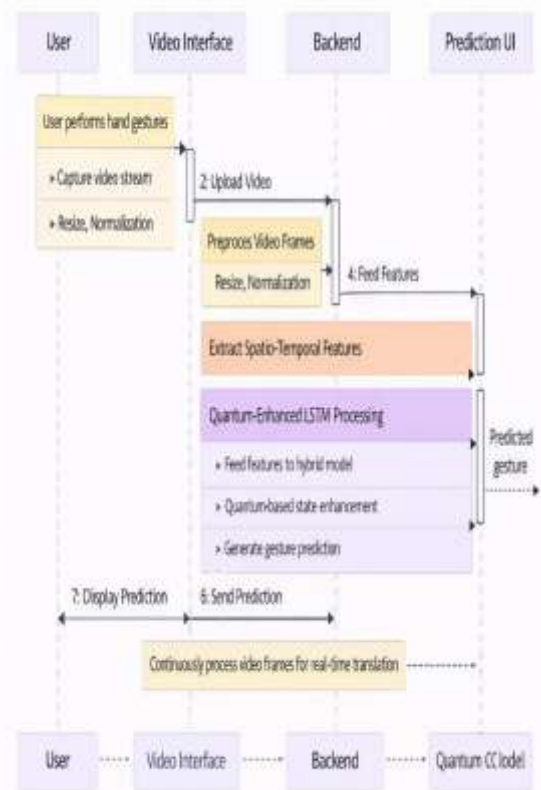 User
Video Interface
Backend
Prediction UI
User performs hand gestures
» Capture video stream
2: Upload Video
» Resize, Normalization
Preproces Video Frames
Resize, Normalization
4: Feed Features
Extract Spatio-Temporal Features
Quantum-Enhanced LSTM Processing
Predicted
gesture
» Feed features to hybrid model
» Quantum-based state enhancement
» Generate gesture prediction
7: Display Prediction
6: Send Prediction
Continuously process video frames for real-time translation
User
Video Interface
Backend
Quantum CC lodel